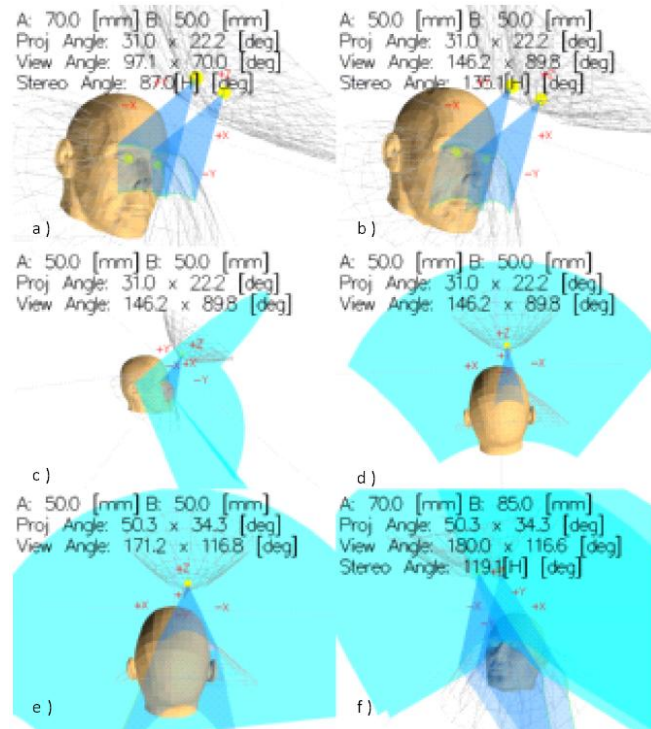 A: 70.0 [mm] B: 50.0 [mm]
Proj Angle: 31.0 x 22.2 [deg]
View Angle: 97.1 x 70.0 [deg]
Stereo Angle: 87.0[H] [deg]
+Z
-X
+X
-Y
a )
A: 50.0 [mm] B: 50.0 [mm]
Proj Angle: 31.0 x 22.2 [deg]
View Angle: 146.2 x 89.8 [deg]
Stereo Angle: 135.1[H] [deg]
-X
+X
-Y
b )
A: 50.0 [mm] B: 50.0 [mm]
Proj Angle: 31.0 x 22.2 [deg]
View Angle: 146.2 x 89.8 [deg]
+Y
+Z
-X
+X
-Y
c )
A: 50.0 [mm] B: 50.0 [mm]
Proj Angle: 31.0 x 22.2 [deg]
View Angle: 146.2 x 89.8 [deg]
+Z
+X
-X
d )
A: 50.0 [mm] B: 50.0 [mm]
Proj Angle: 50.3 x 34.3 [deg]
View Angle: 171.2 x 116.8 [deg]
+Z
+X
-X
e )
A: 70.0 [mm] B: 85.0 [mm]
Proj Angle: 50.3 x 34.3 [deg]
View Angle: 180.0 x 116.6 [deg]
Stereo Angle: 119.1[H] [deg]
+Y
+X
-X
f )